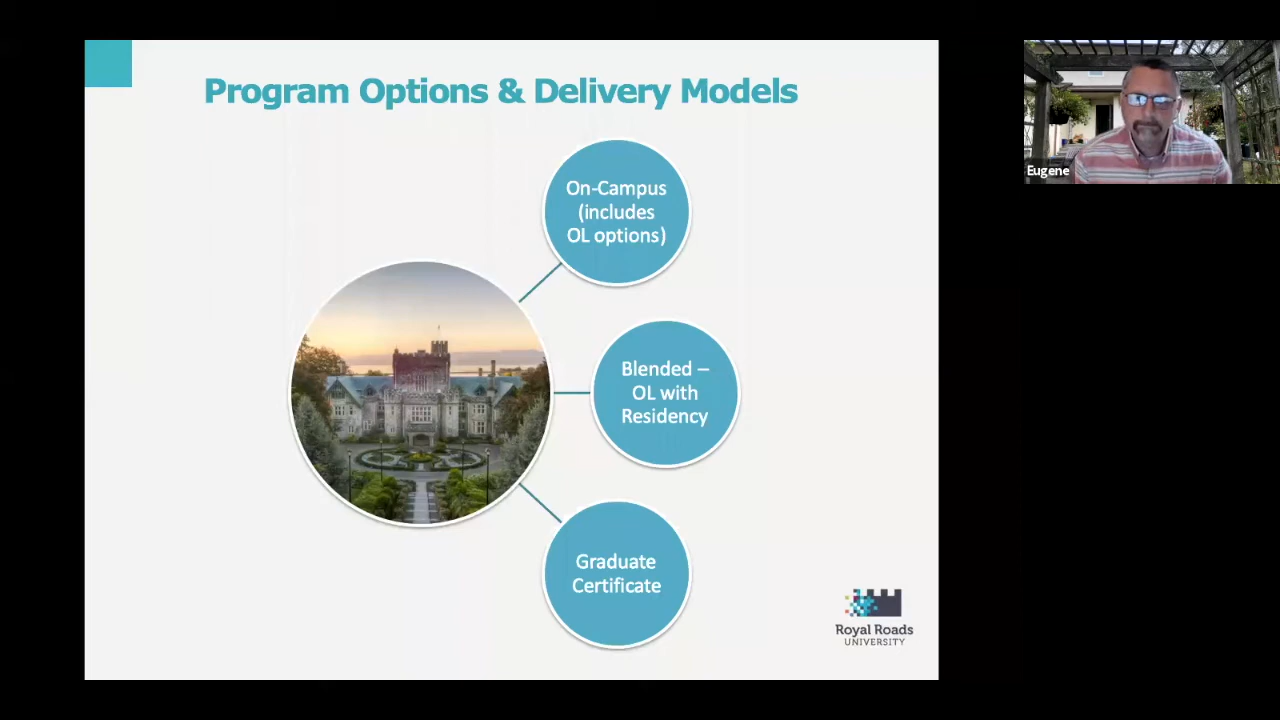 Program Options & Delivery Models
On-Campus
(includes
OL options)
Blended –
OL with
Residency
Graduate
Certificate
Royal Roads
UNIVERSITY
Eugene